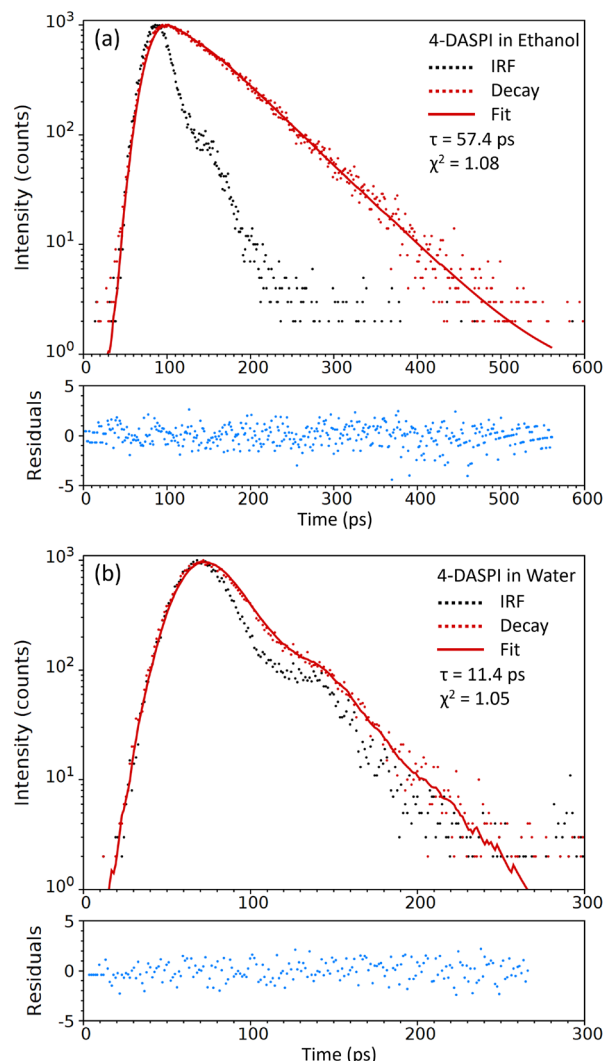 (a)
4-DASPI in Ethanol
IRF
Decay
Fit
τ = 57.4 ps
χ² = 1.08
Intensity (counts)
10³
10²
10¹
10⁰
0 100 200 300 400 500 600
Residuals
5
0
-5
0 100 200 300 400 500 600
Time (ps)
(b)
4-DASPI in Water
IRF
Decay
Fit
τ = 11.4 ps
χ² = 1.05
Intensity (counts)
10³
10²
10¹
10⁰
0 100 200 300
Residuals
5
0
-5
0 100 200 300
Time (ps)